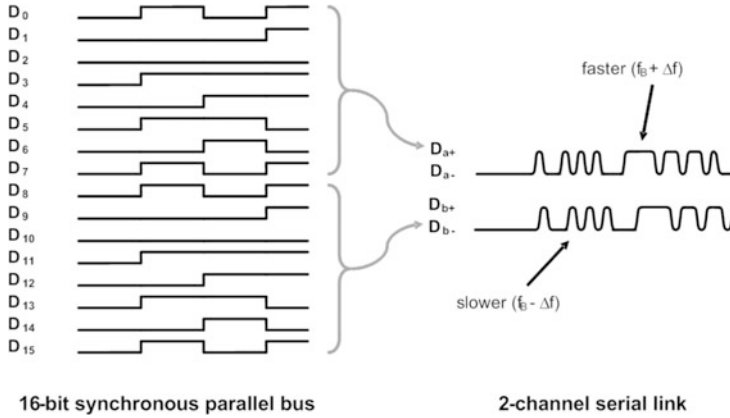 D0
D1
D2
D3
D4
D5
D6
D7
D8
D9
D10
D11
D12
D13
D14
D15
faster (fB + Δf)
Da+
Da-
Db+
Db-
slower (fB - Δf)
16-bit synchronous parallel bus
2-channel serial link